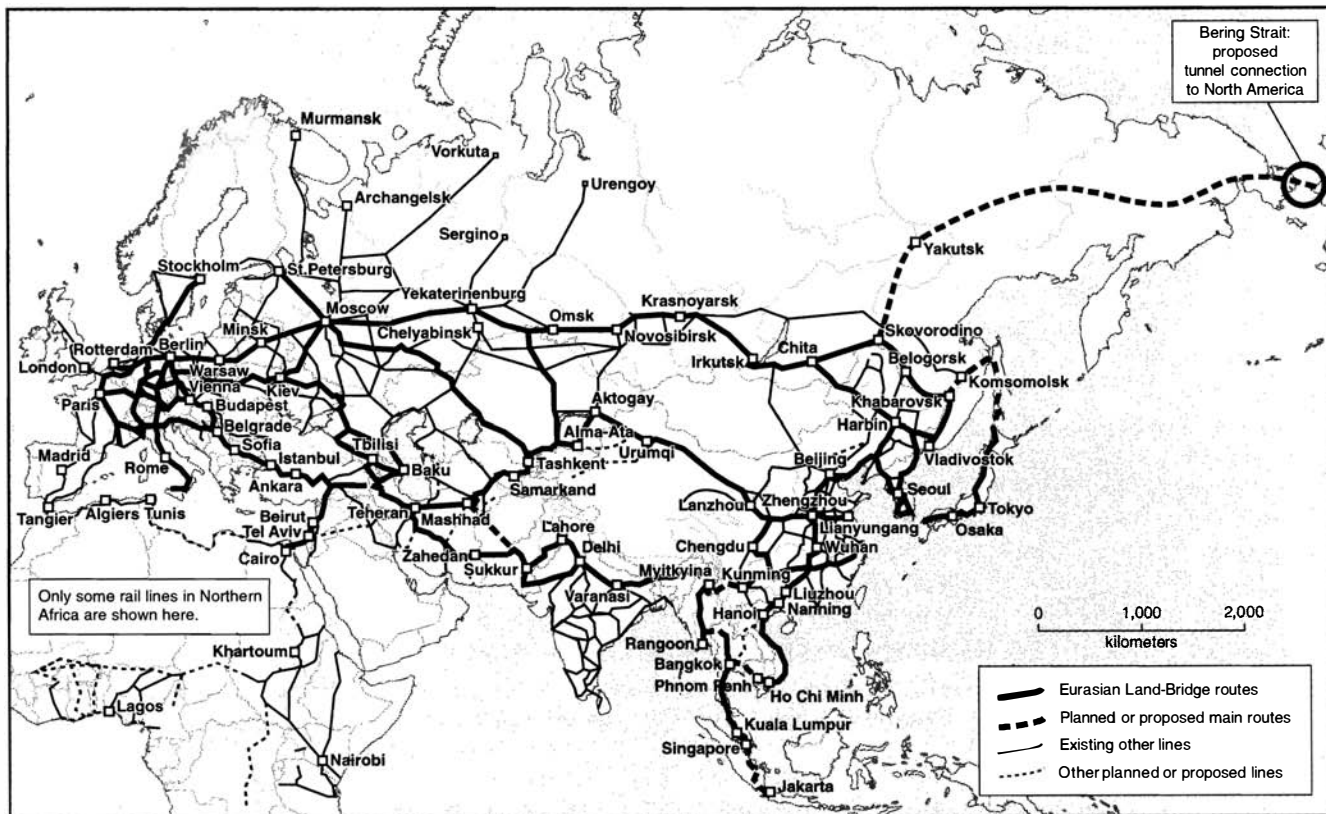 Bering Strait:
proposed
tunnel connection
to North America
Murmansk
Vorkuta
Urengoy
Archangelsk
Sergino
Yakutsk
Stockholm
St.Petersburg
Yekaterinenburg
Moscow
Omsk
Krasnoyarsk
Skovorodino
Minsk
Chelyabinsk
Novosibirsk
Irkutsk
Chita
Belogorsk
Rotterdam
Berlin
London
Warsaw
Komsomolsk
Vienna
Kiev
Paris
Budapest
Aktogay
Khabarovsk
Belgrade
Harbin
Sofia
Tbilisi
Alma-Ata
Madrid
Istanbul
Urumqi
Vladivostok
Rome
Baku
Tashkent
Beijing
Ankara
Samarkand
Seoul
Tangier
Algiers
Tunis
Teheran
Mashhad
Lanzhou
Zhengzhou
Tokyo
Beirut
Lianyungang
Osaka
Tel Aviv
Lahore
Cairo
Zahedan
Delhi
Chengdu
Wuhan
Sukkur
Myitkyina
Kunming
Only some rail lines in Northern
Africa are shown here.
Varanasi
Liuzhou
Nanning
Hanoi
0 1,000 2,000
kilometers
Khartoum
Rangoon
Bangkok
Phnom Penh
Ho Chi Minh
Lagos
Kuala Lumpur
Singapore
Nairobi
Jakarta
Eurasian Land-Bridge routes
Planned or proposed main routes
Existing other lines
Other planned or proposed lines